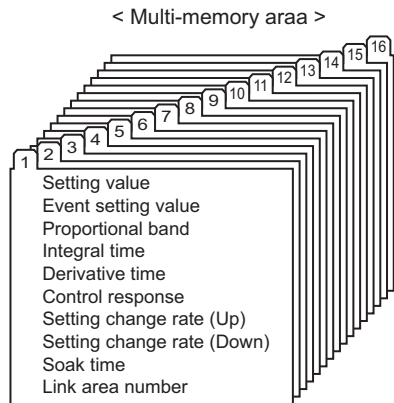 < Multi-memory araa >
1 2 3 4 5 6 7 8 9 10 11 12 13 14 15 16
Setting value
Event setting value
Proportional band
Integral time
Derivative time
Control response
Setting change rate (Up)
Setting change rate (Down)
Soak time
Link area number